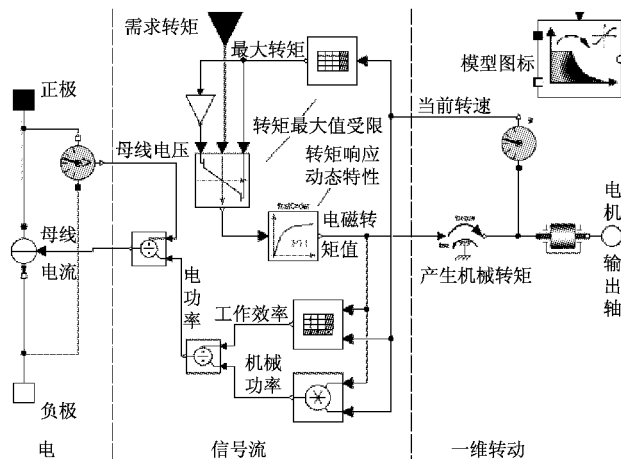 需求转矩
最大转矩
模型图标
正极
当前转速
转矩最大值受限
母线电压
转矩响应
动态特性
firstOrder
电磁转
矩值
电机
输出轴
母线
电流
产生机械转矩
电功率
工作效率
机械
功率
负极
电
信号流
一维转动